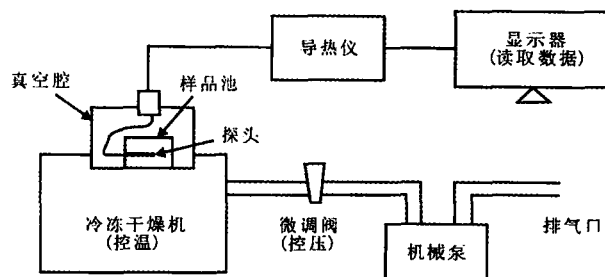 导热仪
显示器
(读取数据)
真空腔
样品池
探头
冷冻干燥机
(控温)
微调阀
(控压)
机械泵
排气口